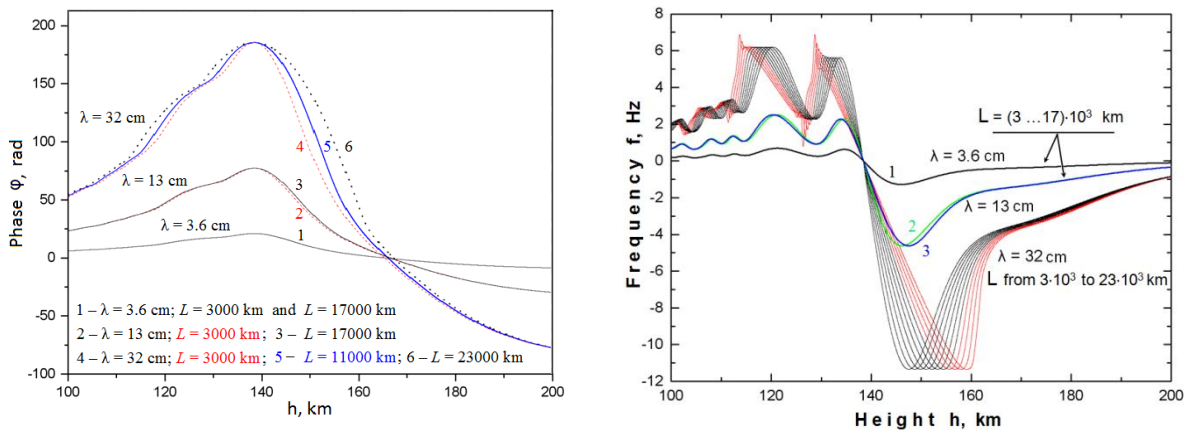 Phase φ, rad
200
150
100
50
0
-50
-100
λ = 32 cm
λ = 13 cm
λ = 3.6 cm
4
5
6
3
2
1
1 – λ = 3.6 cm; L = 3000 km and L = 17000 km
2 – λ = 13 cm; L = 3000 km; 3– L = 17000 km
4 – λ = 32 cm; L = 3000 km; 5– L = 11000 km; 6 – L = 23000 km
100 120 140 160 180 200
h, km
Frequency f, Hz
8
6
4
2
0
-2
-4
-6
-8
-10
-12
L = (3 ...17)·10³ km
λ = 3.6 cm
1
λ = 13 cm
2
3
λ = 32 cm
L from 3·10³ to 23·10³ km
100 120 140 160 180 200
Height h, km